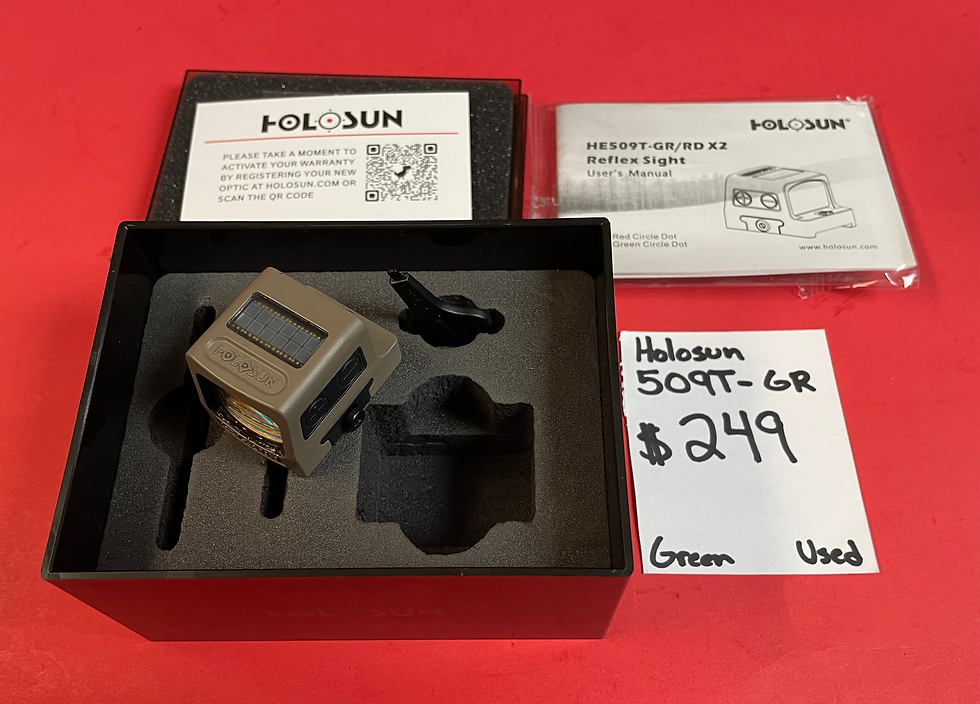 HOLOSUN
PLEASE TAKE A MOMENT TO
ACTIVATE YOUR WARRANTY
BY REGISTERING YOUR NEW
OPTIC AT HOLOSUN.COM OR
SCAN THE QR CODE
HOLOSUN®
HE509T-GR/RD X2
Reflex Sight
User's Manual
Red Circle Dot
Green Circle Dot
www.holosun.com
HOLOSUN
Holosun
509T-GR
$249
Green Used